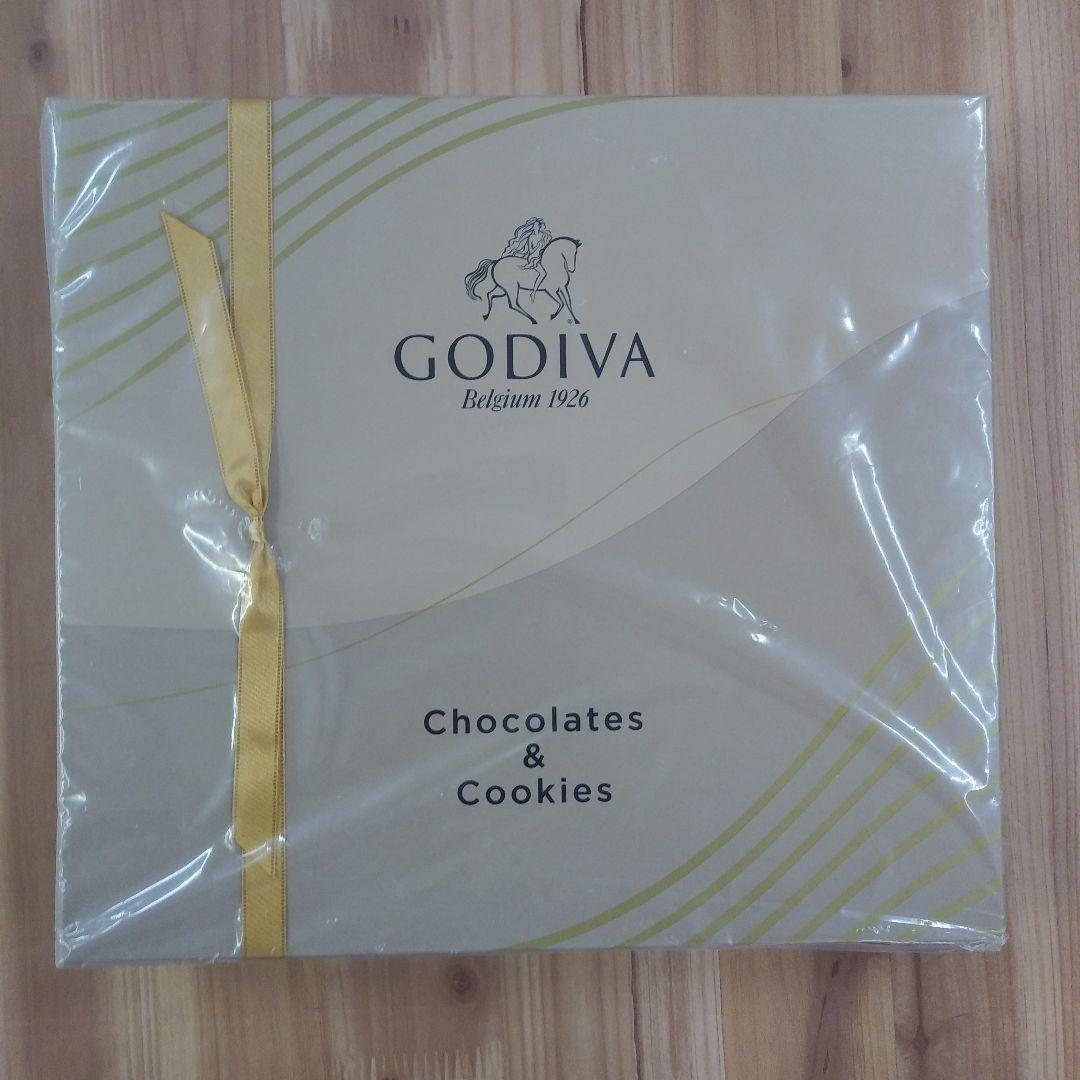 GODIVA
Belgium 1926
Chocolates
&
Cookies